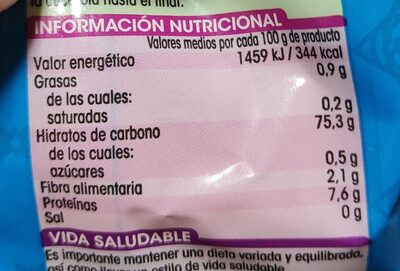 la cacerola hasta el final.
INFORMACIÓN NUTRICIONAL
Valores medios por cada 100 g de producto
Valor energético 1459 kJ / 344 kcal
Grasas 0,9 g
de las cuales:
saturadas 0,2 g
Hidratos de carbono 75,3 g
de los cuales:
azúcares 0,5 g
Fibra alimentaria 2,1 g
Proteínas 7,6 g
Sal 0 g
VIDA SALUDABLE
Es importante mantener una dieta variada y equilibrada,
así como llevar un estilo de vida saludable